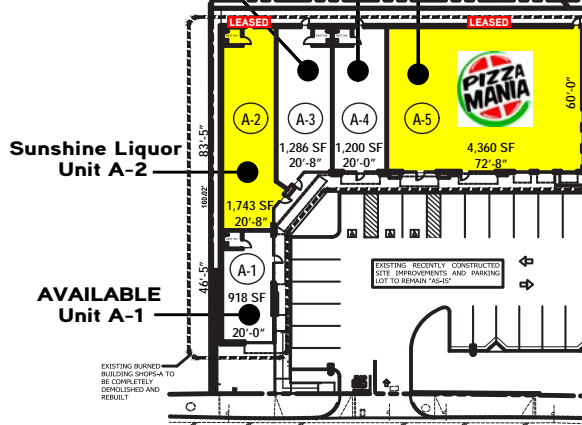 LEASED
LEASED
PIZZA
MANIA
60'-0"
A-2
A-3
A-4
A-5
83'-5"
Sunshine Liquor
Unit A-2
1,286 SF
20'-8"
1,200 SF
20'-0"
4,360 SF
72'-8"
160.02'
1,743 SF
20'-8"
A-1
46'-5"
918 SF
20'-0"
AVAILABLE
Unit A-1
EXISTING RECENTLY CONSTRUCTED
SITE IMPROVEMENTS AND PARKING
LOT TO REMAIN "AS-IS"
EXISTING BURNED
BUILDING SHOPS-A TO
BE COMPLETELY
DEMOLISHED AND
REBUILT